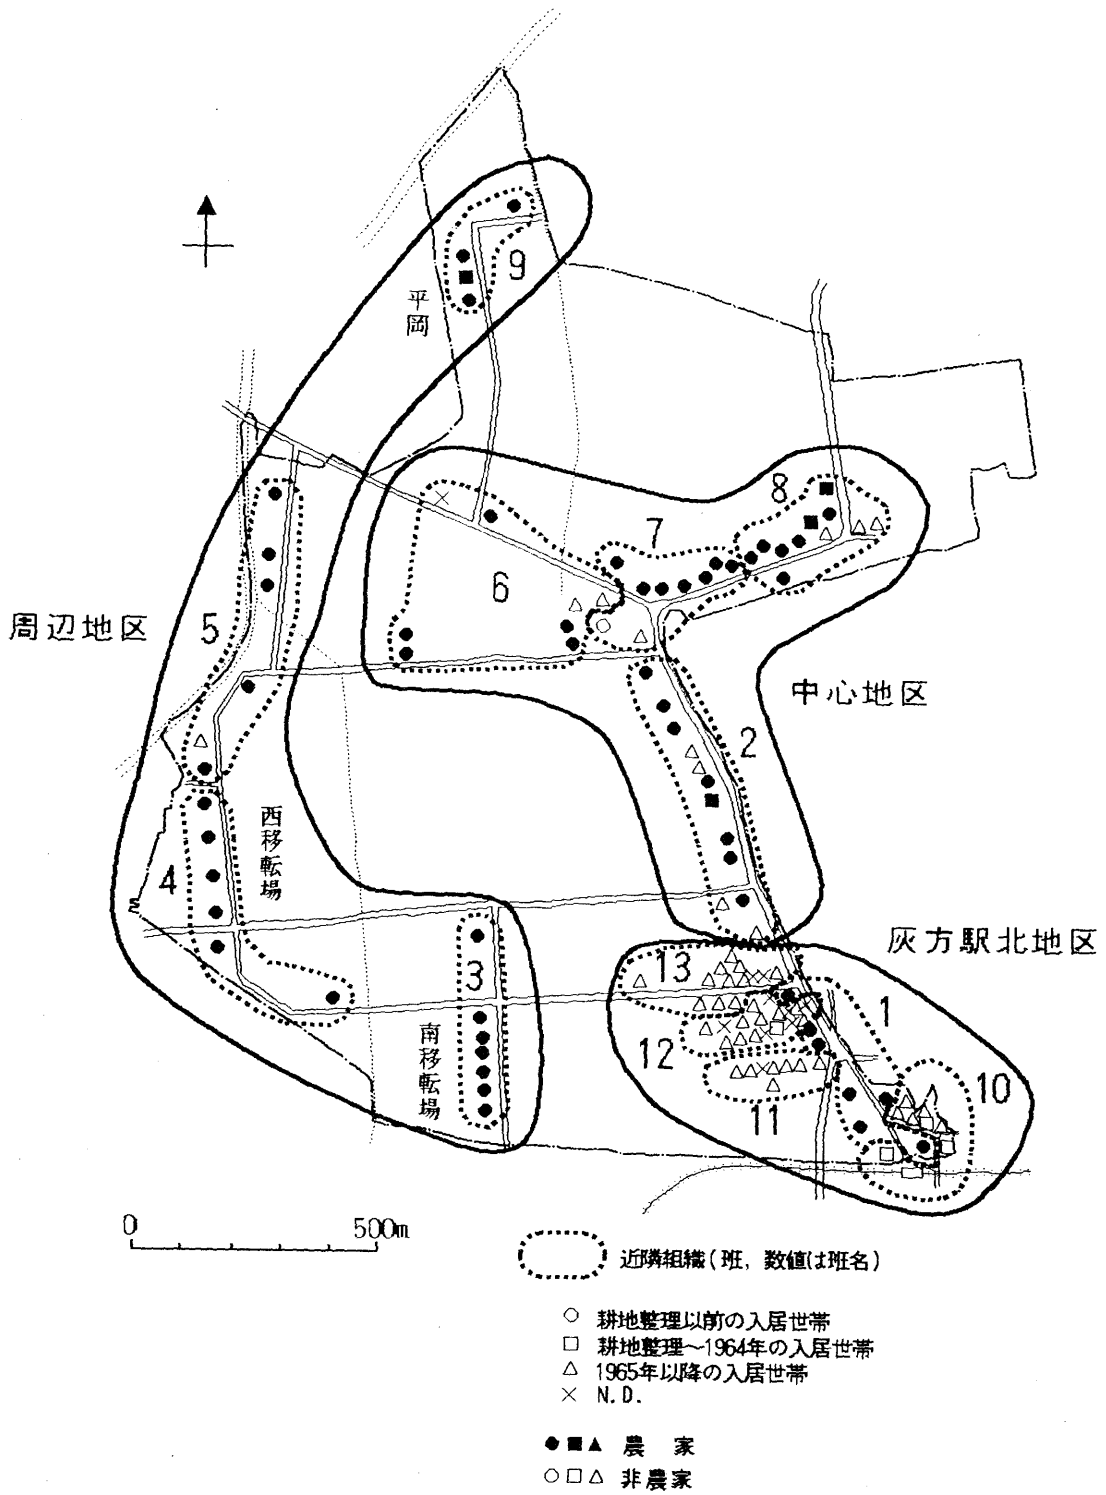 9
平岡
8
7
6
周辺地区
5
中心地区
2
西移転場
4
灰方駅北地区
13
3
1
南移転場
12
10
11
0 500m
近隣組織(班，数値は班名)
○ 耕地整理以前の入居世帯
□ 耕地整理～1964年の入居世帯
△ 1965年以降の入居世帯
× N.D.
●■▲ 農 家
○□△ 非農家